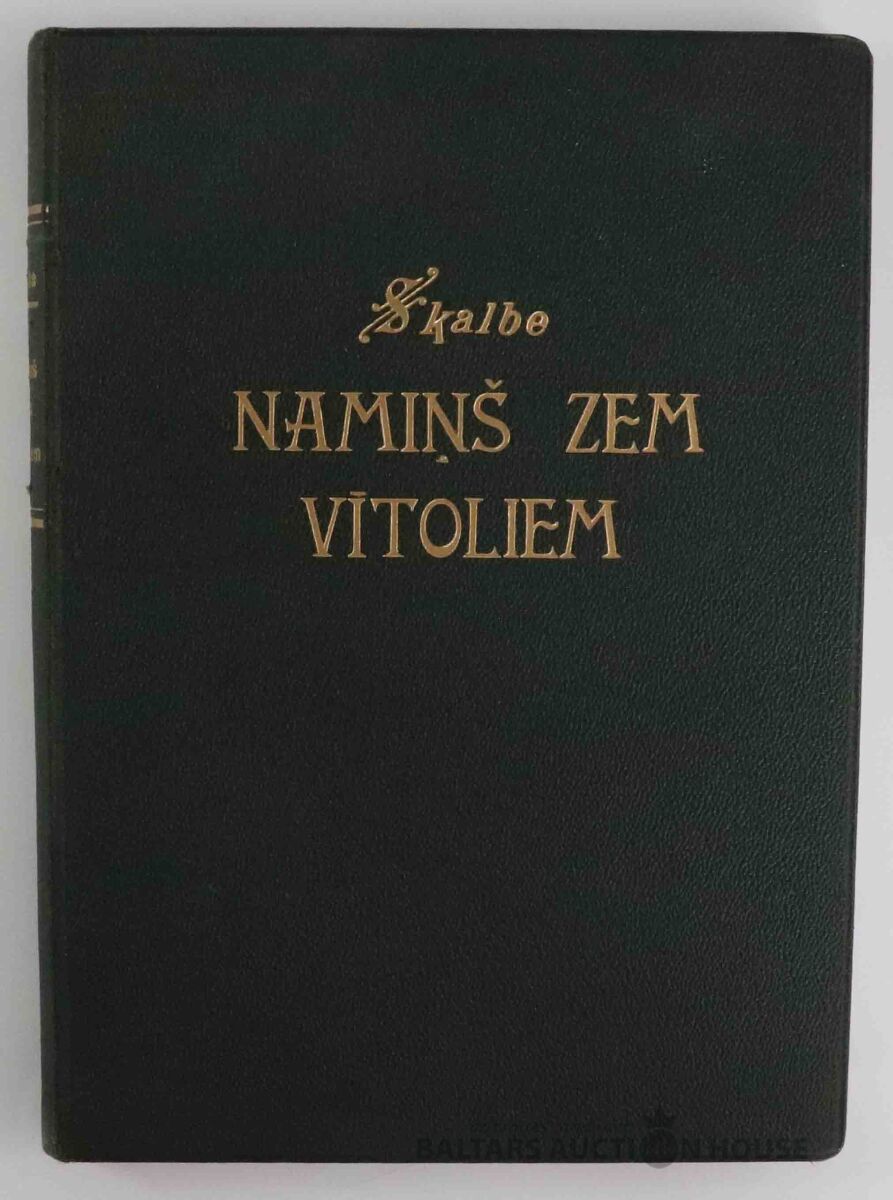 Skalbe
NAMIŅŠ ZEM
VĪTOLIEM
BALTARS AUCTION HOUSE